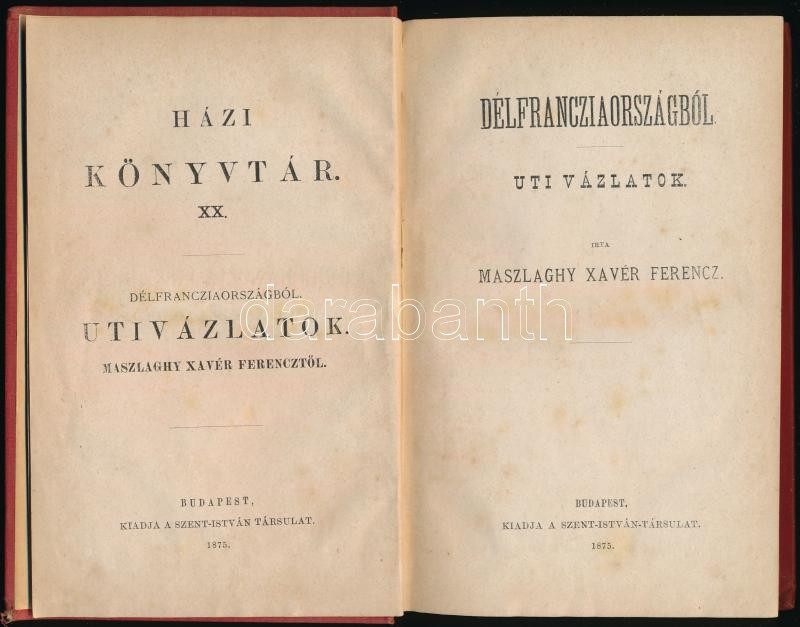 HÁZI
KÖNYVTÁR.
XX.
DÉLFRANCZIAORSZÁGBÓL.
UTIVÁZLATOK.
MASZLAGHY XAVÉR FERENCZTŐL.
BUDAPEST,
KIADJA A SZENT-ISTVÁN TÁRSULAT.
1875.
DÉLFRANCZIAORSZÁGBÓL.
UTI VÁZLATOK.
IRTA
MASZLAGHY XAVÉR FERENCZ.
BUDAPEST,
KIADJA A SZENT-ISTVÁN-TÁRSULAT.
1875.
darabanth